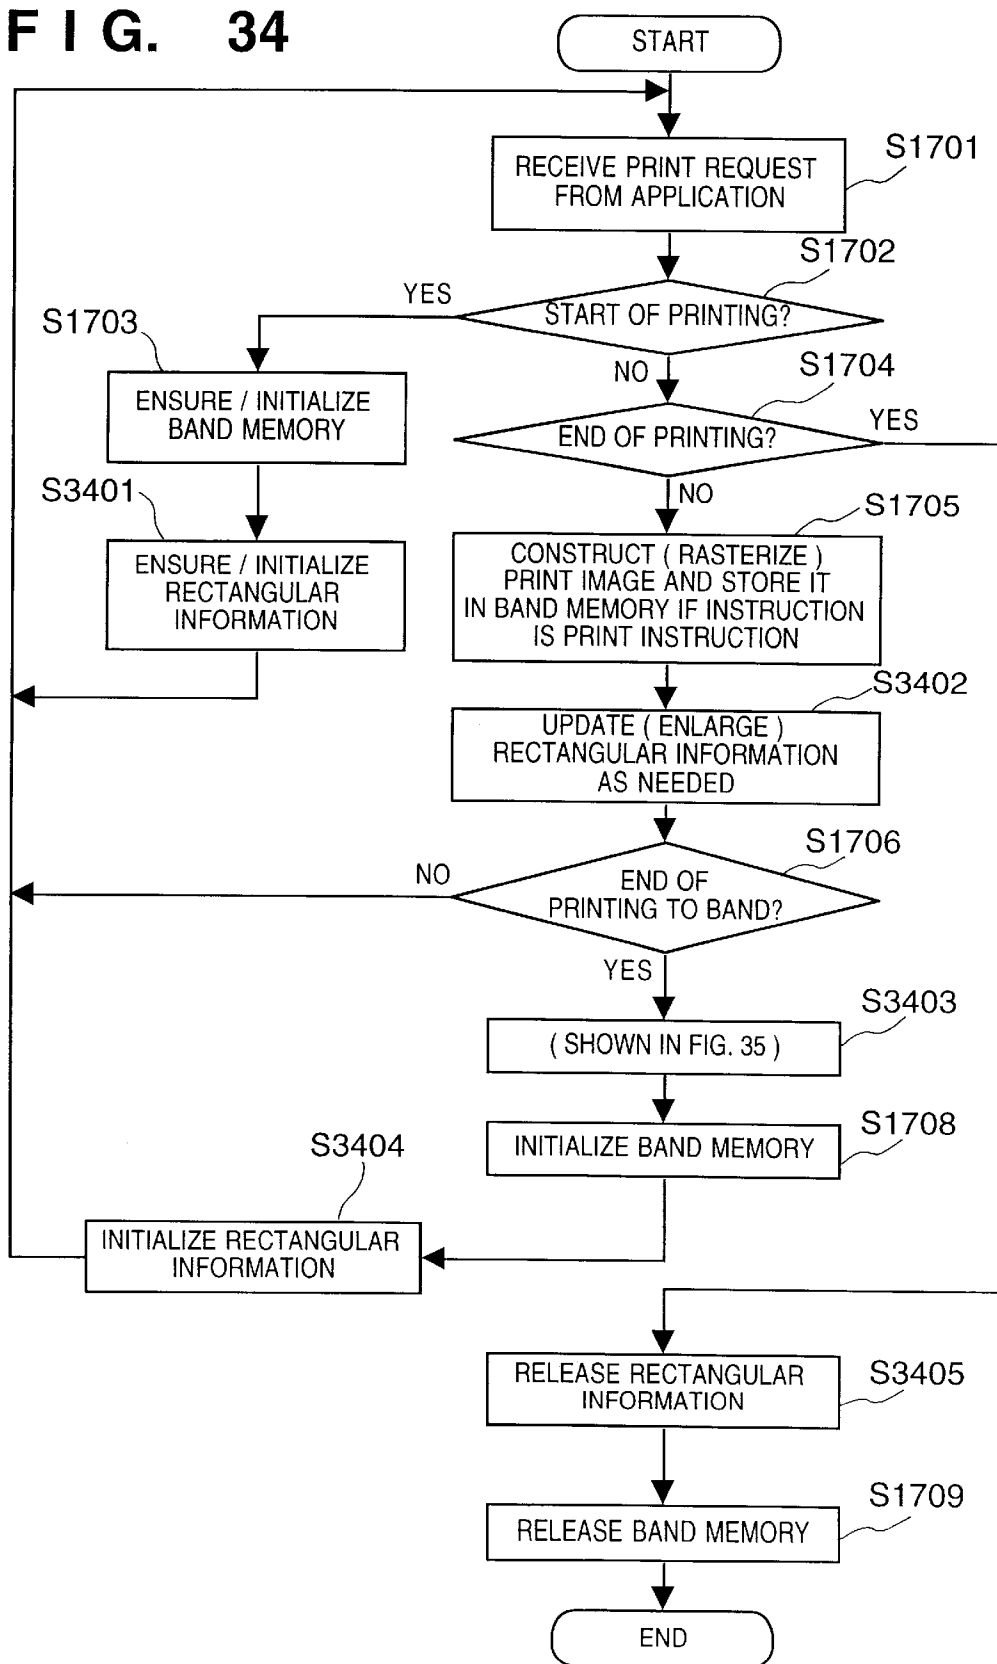 FIG. 34
START
S1701
RECEIVE PRINT REQUEST
FROM APPLICATION
S1702
YES
START OF PRINTING?
S1703
ENSURE / INITIALIZE
BAND MEMORY
NO
S1704
YES
END OF PRINTING?
S3401
NO
ENSURE / INITIALIZE
RECTANGULAR
INFORMATION
S1705
CONSTRUCT ( RASTERIZE )
PRINT IMAGE AND STORE IT
IN BAND MEMORY IF INSTRUCTION
IS PRINT INSTRUCTION
S3402
UPDATE ( ENLARGE )
RECTANGULAR INFORMATION
AS NEEDED
S1706
NO
END OF
PRINTING TO BAND?
YES
S3403
( SHOWN IN FIG. 35 )
S1708
INITIALIZE BAND MEMORY
S3404
INITIALIZE RECTANGULAR
INFORMATION
S3405
RELEASE RECTANGULAR
INFORMATION
S1709
RELEASE BAND MEMORY
END